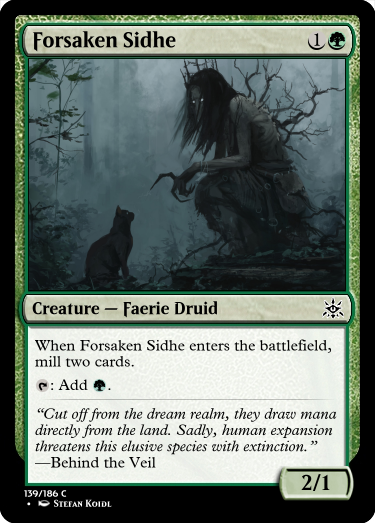 Forsaken Sidhe 1
Creature — Faerie Druid
When Forsaken Sidhe enters the battlefield,
mill two cards.
: Add .
“Cut off from the dream realm, they draw mana
directly from the land. Sadly, human expansion
threatens this elusive species with extinction.”
—Behind the Veil
2/1
139/186 C
• Stefan Koidl